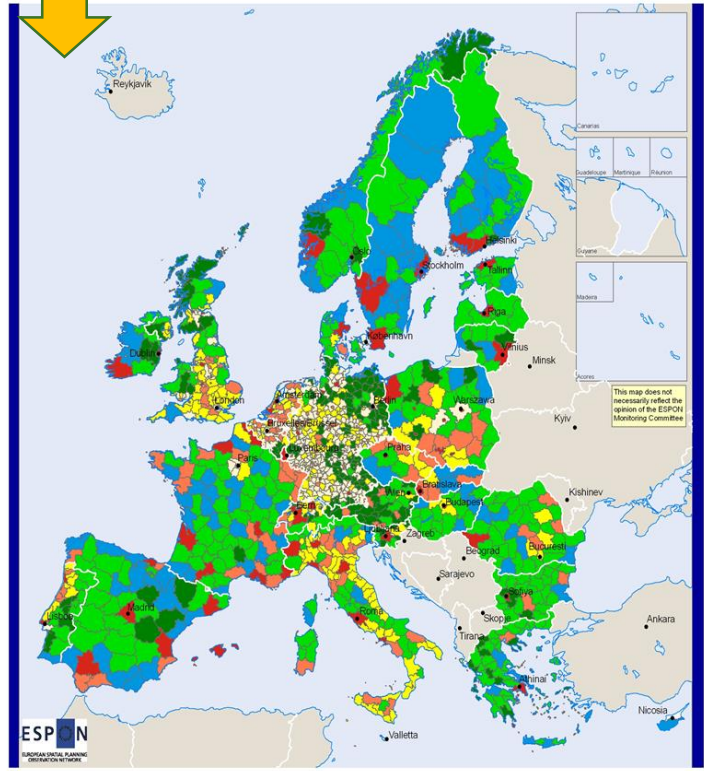 Reykjavik
Canarias
Guadeloupe
Martinique
Réunion
Guyane
Madeira
Acores
This map does not
necessarily reflect the
opinion of the ESPON
Monitoring Committee
Oslo
Helsinki
Stockholm
Tallinn
Riga
København
Vilnius
Minsk
Dublin
London
Amsterdam
Berlin
Warszawa
Bruxelles/Brussel
Luxembourg
Kyiv
Praha
Paris
Kishinev
Wien
Bratislava
Budapest
Bern
Ljubljana
Zagreb
Beograd
Bucuresti
Sarajevo
Sofiya
Skopje
Tirana
Roma
Madrid
Lisboa
Ankara
Athinai
Nicosia
Valletta
ESPON
EUROPEAN SPATIAL PLANNING
OBSERVATION NETWORK